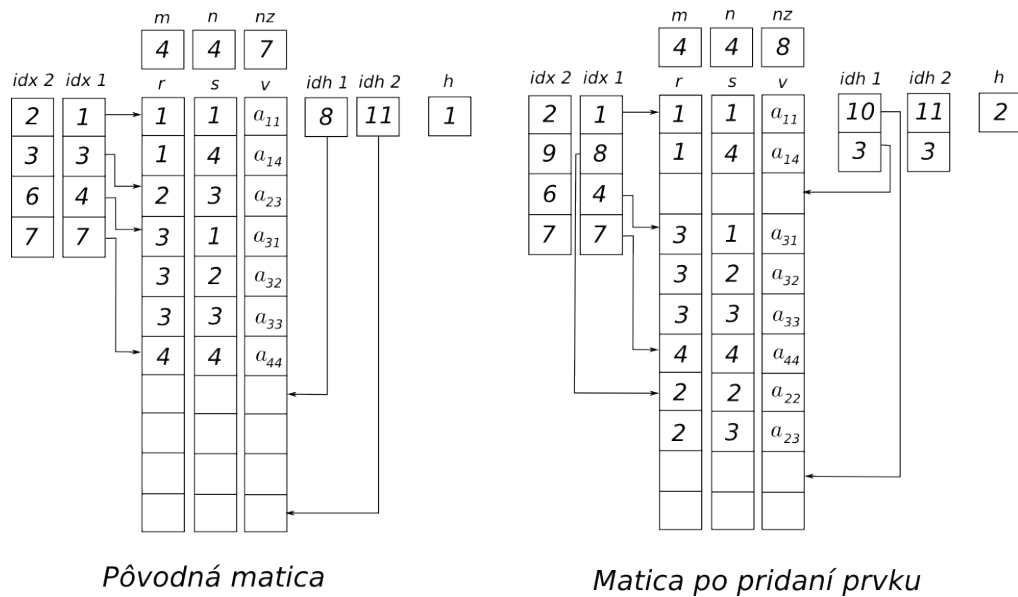 m n nz
4 4 7
idx 2 idx 1 r s v idh 1 idh 2 h
2 1 1 1 a11 8 11 1
3 3 1 4 a14
6 4 2 3 a23
7 7 3 1 a31
3 2 a32
3 3 a33
4 4 a44
Pôvodná matica
m n nz
4 4 8
idx 2 idx 1 r s v idh 1 idh 2 h
2 1 1 1 a11 10 11 2
9 8 1 4 a14 3 3
6 4
7 7 3 1 a31
3 2 a32
3 3 a33
4 4 a44
2 2 a22
2 3 a23
Matica po pridaní prvku